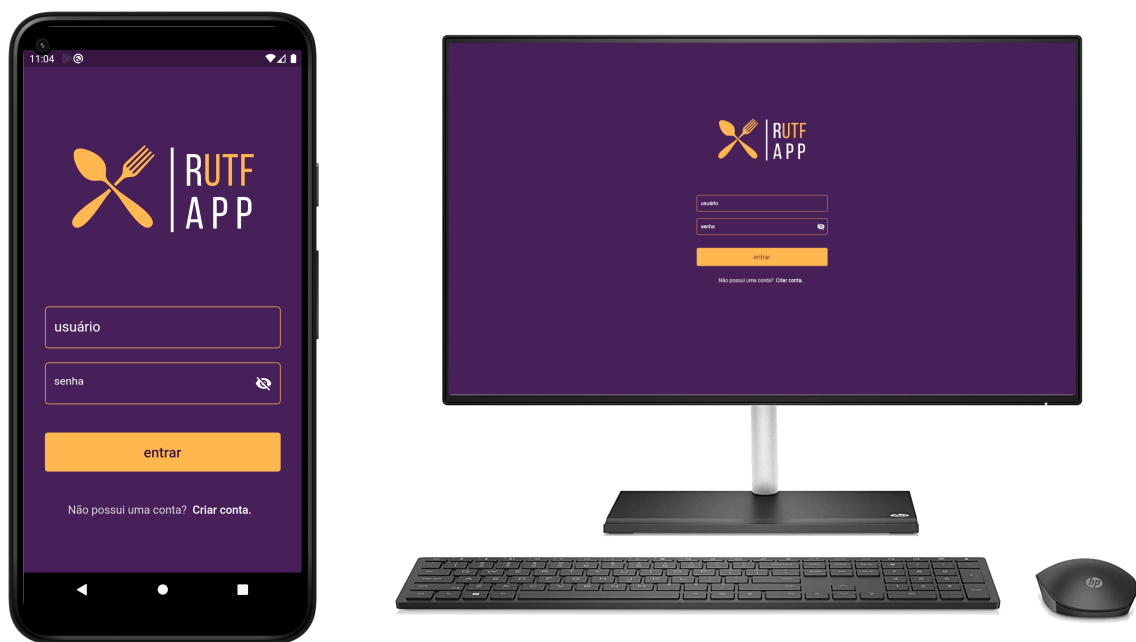 11:04
RUTF
APP
usuário
senha
entrar
Não possui uma conta? Criar conta.
RUTF
APP
usuário
senha
entrar
Não possui uma conta? Criar conta.
hp